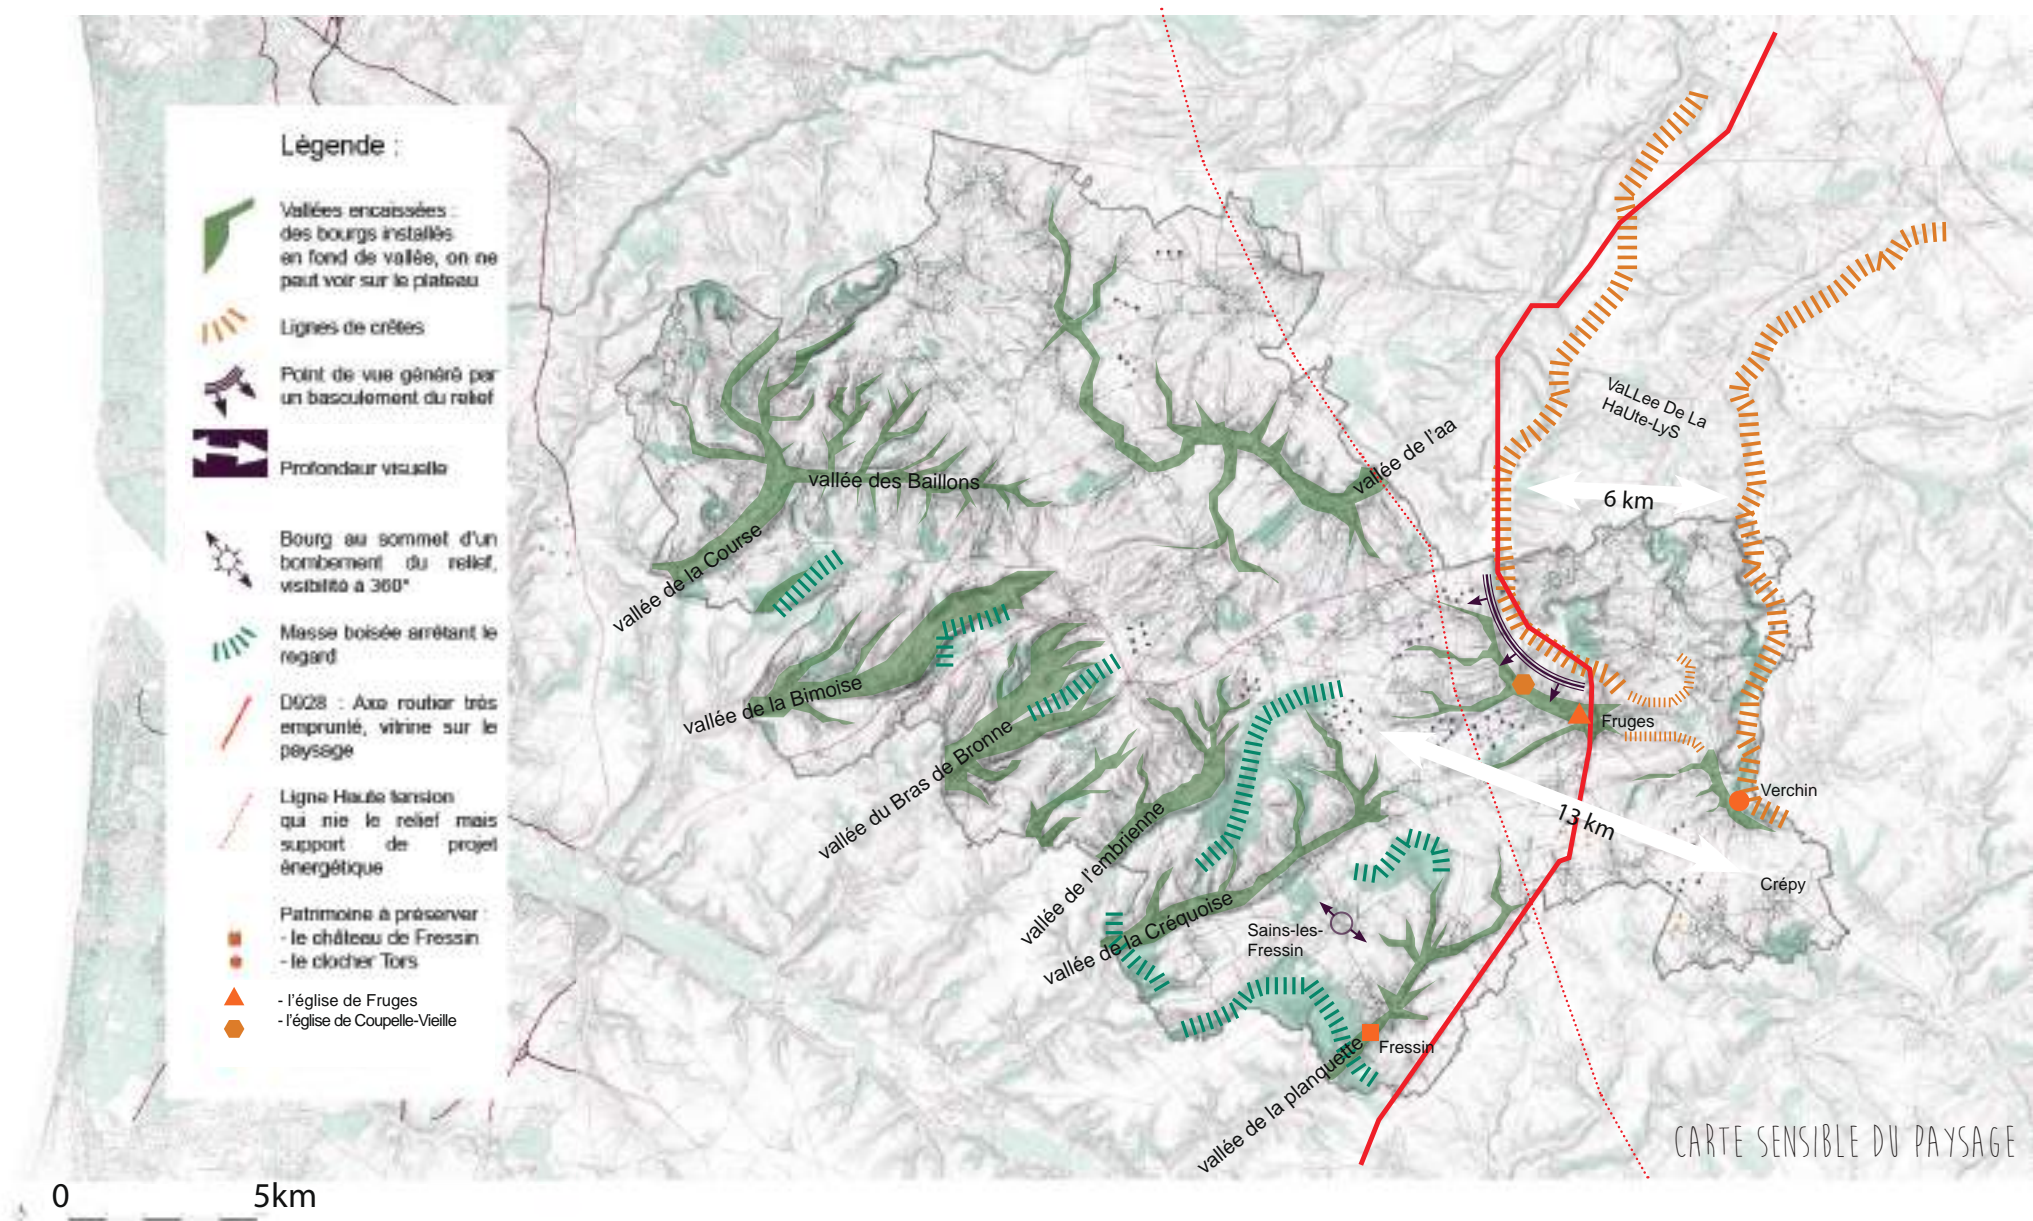 Légende :
Vallées encaissées :
des bourgs installés
en fond de vallée, on ne
peut voir sur le plateau
Lignes de crêtes
Point de vue généré par
un basculement du relief
Profondeur visuelle
Bourg au sommet d'un
bombement du relief,
visibilité à 360°
Masse boisée arrêtant le
regard
D928 : Axe routier très
emprunté, vitrine sur le
paysage
Ligne Haute tension
qui nie le relief mais
support de projet
énergétique
Patrimoine à préserver :
- le château de Fressin
- le clocher Tors
- l'église de Fruges
- l'église de Coupelle-Vieille
vallée des Baillons
vallée de la Course
vallée de l'aa
VaLLee De La
HaUte-LyS
6 km
vallée de la Bimoise
vallée du Bras de Bronne
Fruges
Verchin
13 km
Crépy
vallée de l'embrienne
vallée de la Créquoise
Sains-les-
Fressin
Fressin
vallée de la planquette
CARTE SENSIBLE DU PAYSAGE
0 5km